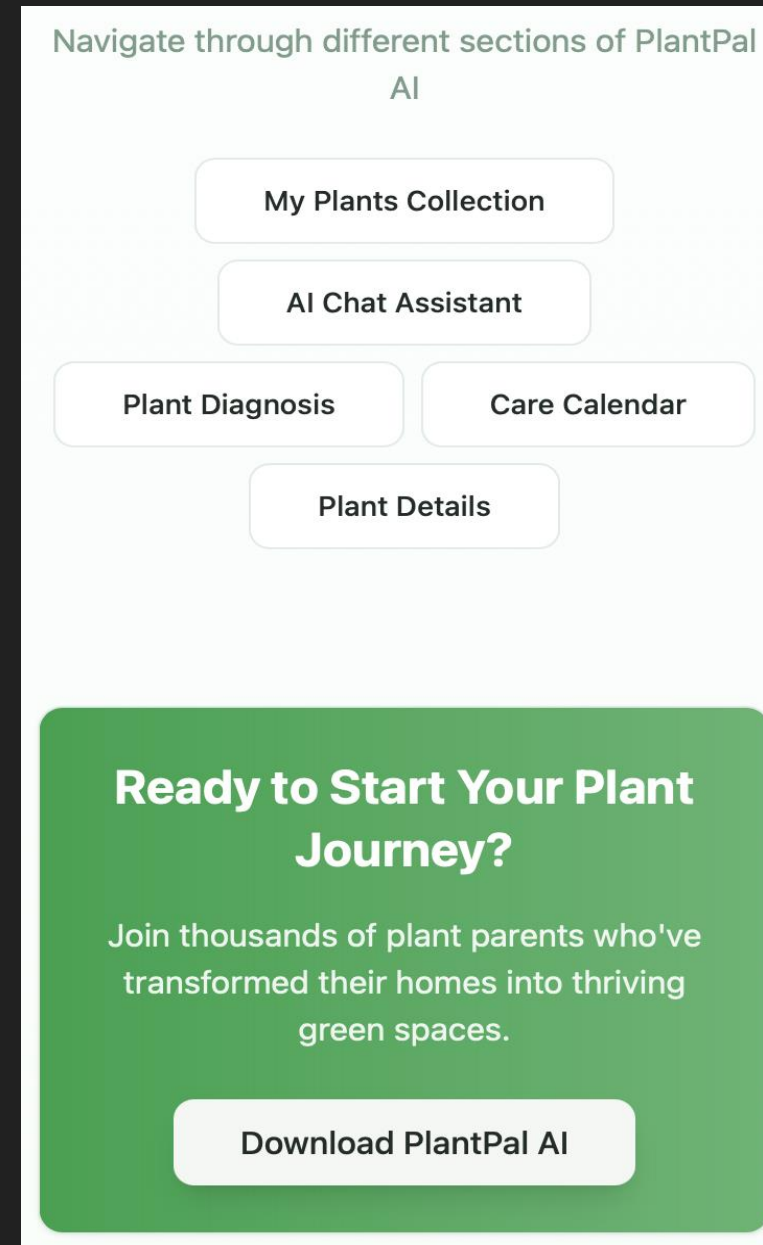 Navigate through different sections of PlantPal
AI
My Plants Collection
AI Chat Assistant
Plant Diagnosis
Care Calendar
Plant Details
Ready to Start Your Plant
Journey?
Join thousands of plant parents who've
transformed their homes into thriving
green spaces.
Download PlantPal AI